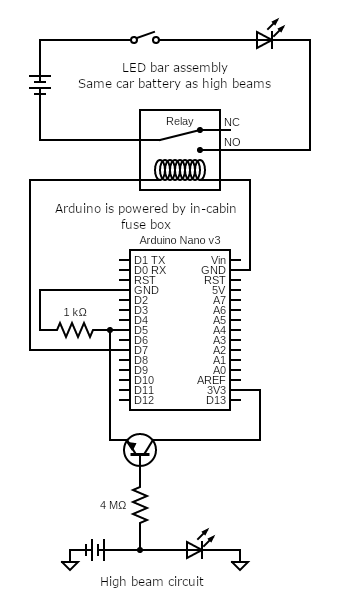 LED bar assembly
Same car battery as high beams
Relay
NC
NO
Arduino is powered by in-cabin
fuse box
Arduino Nano v3
D1 TX Vin
D0 RX GND
RST RST
GND 5V
D2 A7
D3 A6
1 kΩ D4 A5
D5 A4
D6 A3
D7 A2
D8 A1
D9 A0
D10 AREF
D11 3V3
D12 D13
4 MΩ
High beam circuit